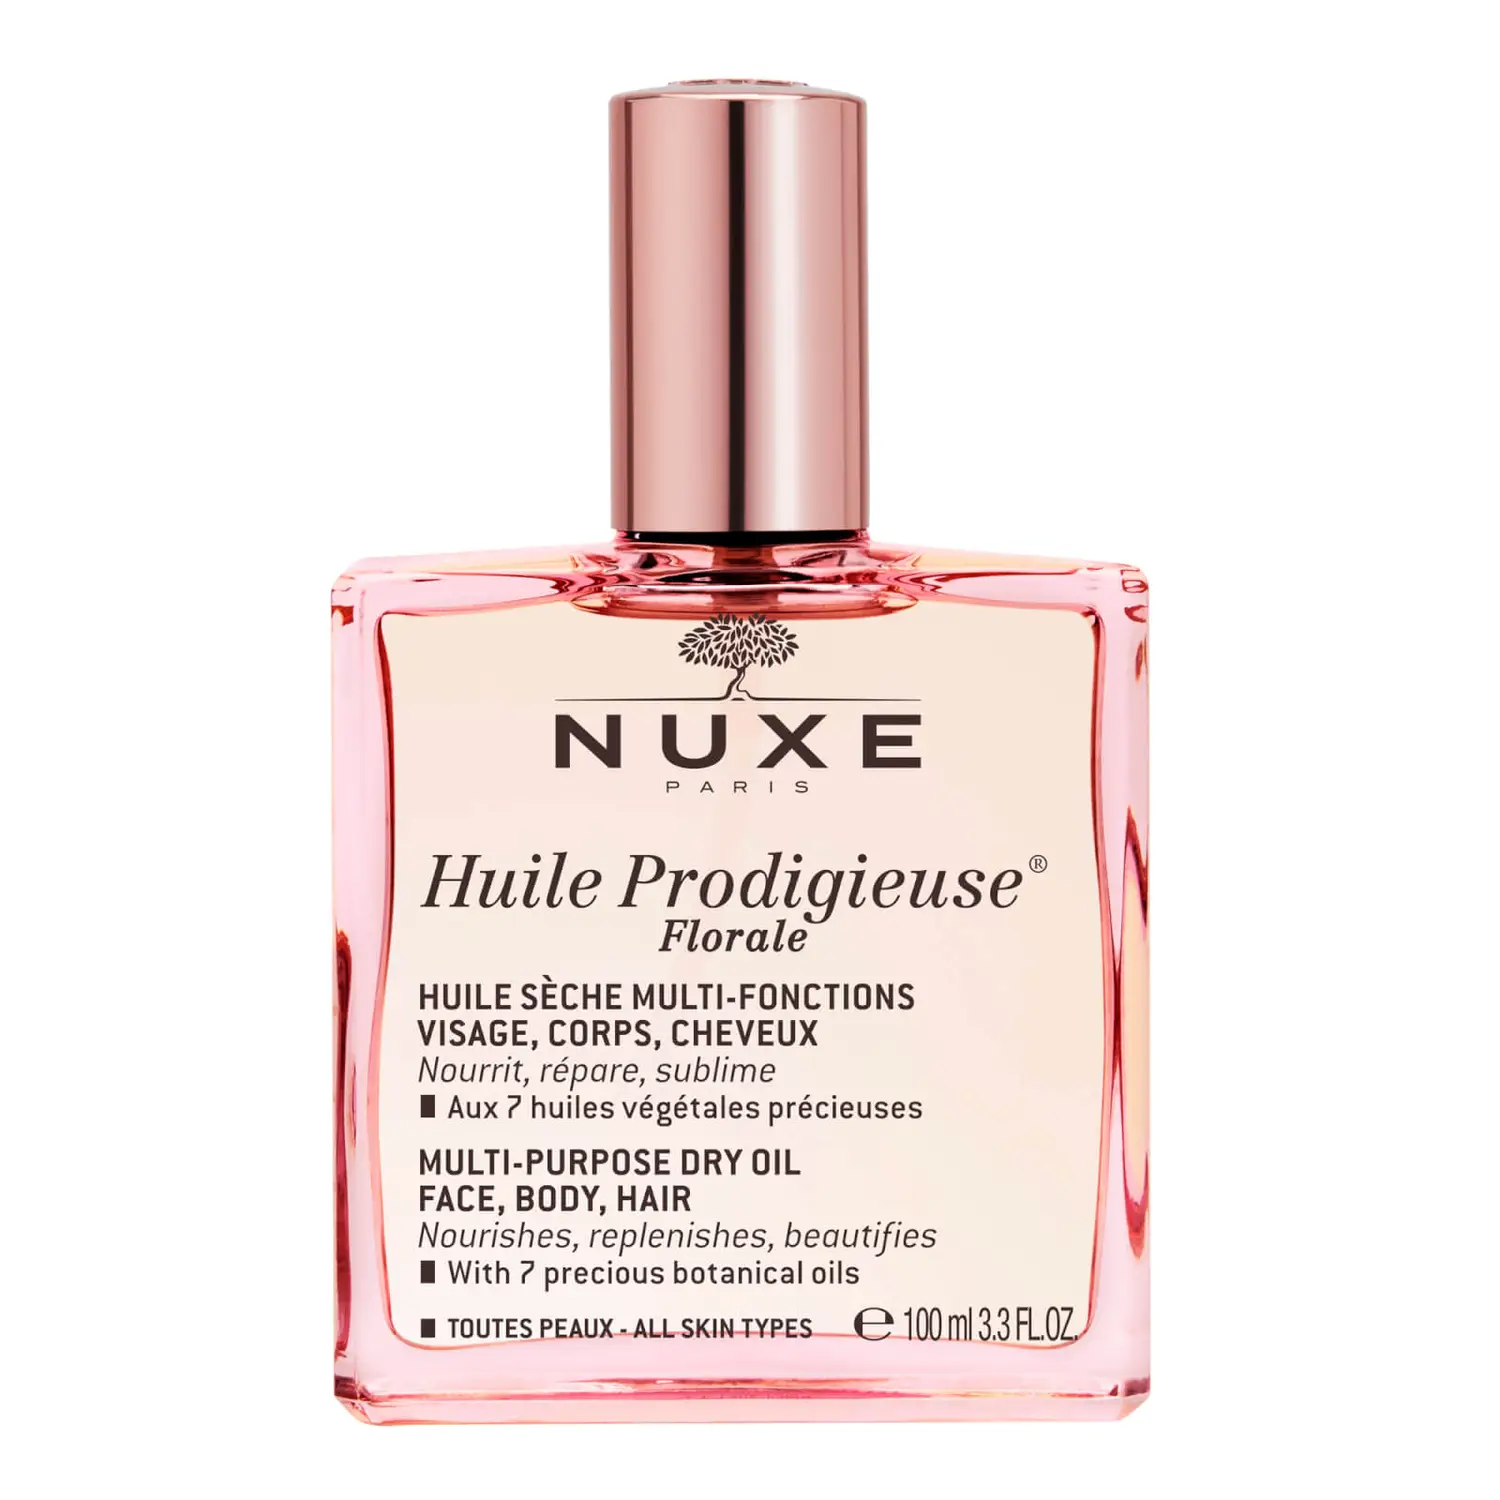 NUXE
PARIS
Huile Prodigieuse®
Florale
HUILE SÈCHE MULTI-FONCTIONS
VISAGE, CORPS, CHEVEUX
Nourrit, répare, sublime
▮ Aux 7 huiles végétales précieuses
MULTI-PURPOSE DRY OIL
FACE, BODY, HAIR
Nourishes, replenishes, beautifies
▮ With 7 precious botanical oils
▮ TOUTES PEAUX - ALL SKIN TYPES ℮ 100 ml 3.3 FL.OZ.